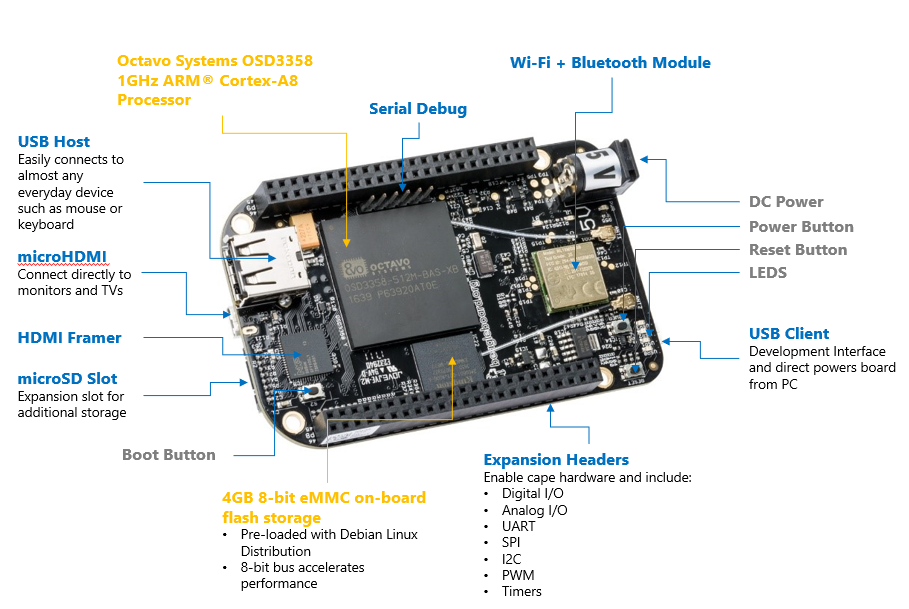 Octavo Systems OSD3358
1GHz ARM® Cortex-A8
Processor
Wi-Fi + Bluetooth Module
Serial Debug
USB Host
Easily connects to
almost any
everyday device
such as mouse or
keyboard
microHDMI
Connect directly to
monitors and TVs
HDMI Framer
microSD Slot
Expansion slot for
additional storage
Boot Button
4GB 8-bit eMMC on-board
flash storage
• Pre-loaded with Debian Linux
Distribution
• 8-bit bus accelerates
performance
Expansion Headers
Enable cape hardware and include:
• Digital I/O
• Analog I/O
• UART
• SPI
• I2C
• PWM
• Timers
DC Power
Power Button
Reset Button
LEDS
USB Client
Development Interface
and direct powers board
from PC
5V
OCTAVO
SYSTEMS
OSD3358-512M-BAS-XB
1639 P63920AT0E
5V